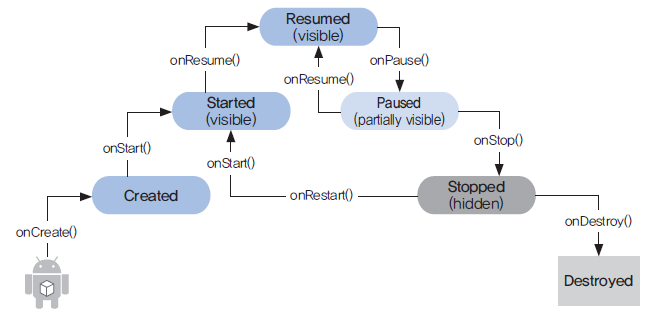 Resumed
(visible)
onResume()
onPause()
onResume()
Started
(visible)
Paused
(partially visible)
onStart()
onStop()
onStart()
Created
onRestart()
Stopped
(hidden)
onCreate()
onDestroy()
Destroyed